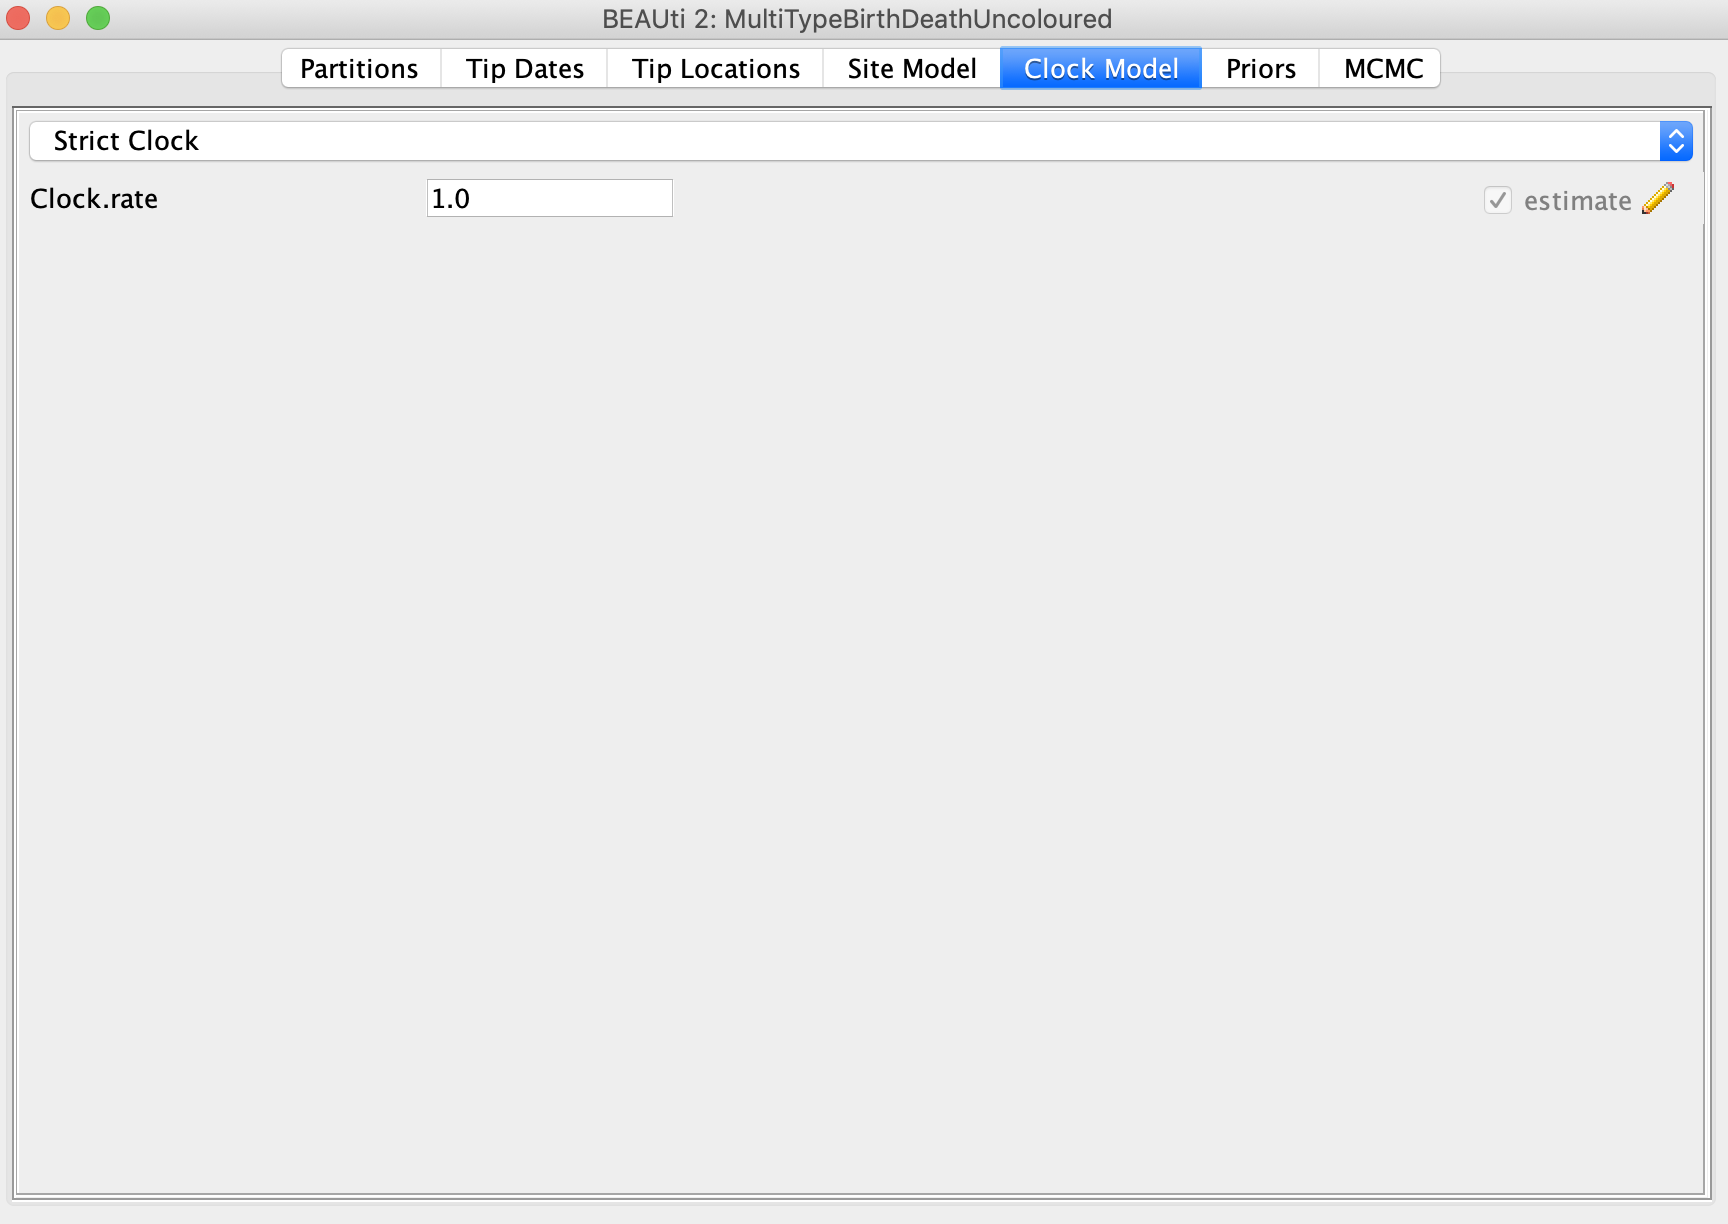 BEAUti 2: MultiTypeBirthDeathUncoloured
Partitions Tip Dates Tip Locations Site Model Clock Model Priors MCMC
Strict Clock
Clock.rate 1.0 estimate